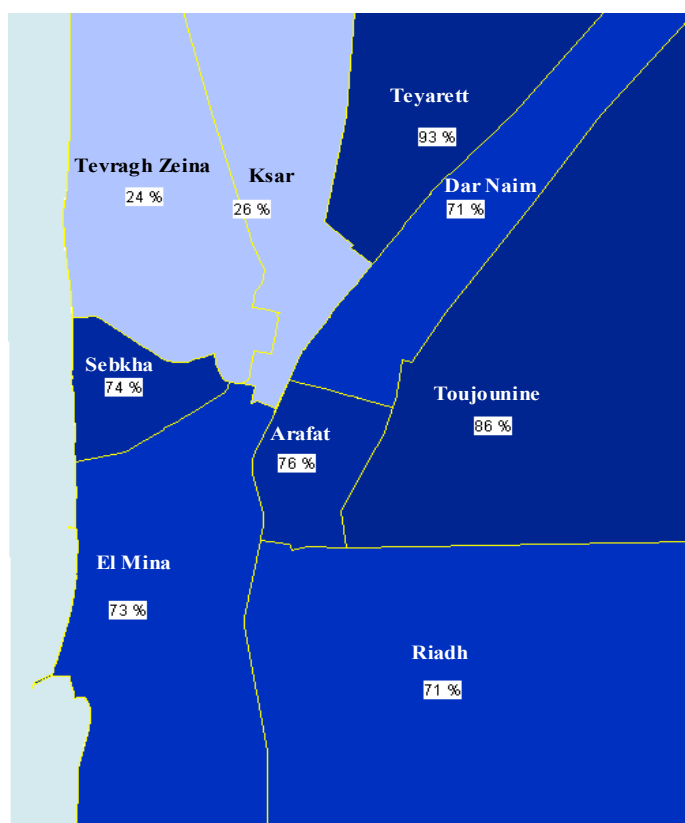 Teyarett
93 %
Tevragh Zeina
24 %
Ksar
26 %
Dar Naim
71 %
Sebkha
74 %
Toujounine
86 %
Arafat
76 %
El Mina
73 %
Riadh
71 %